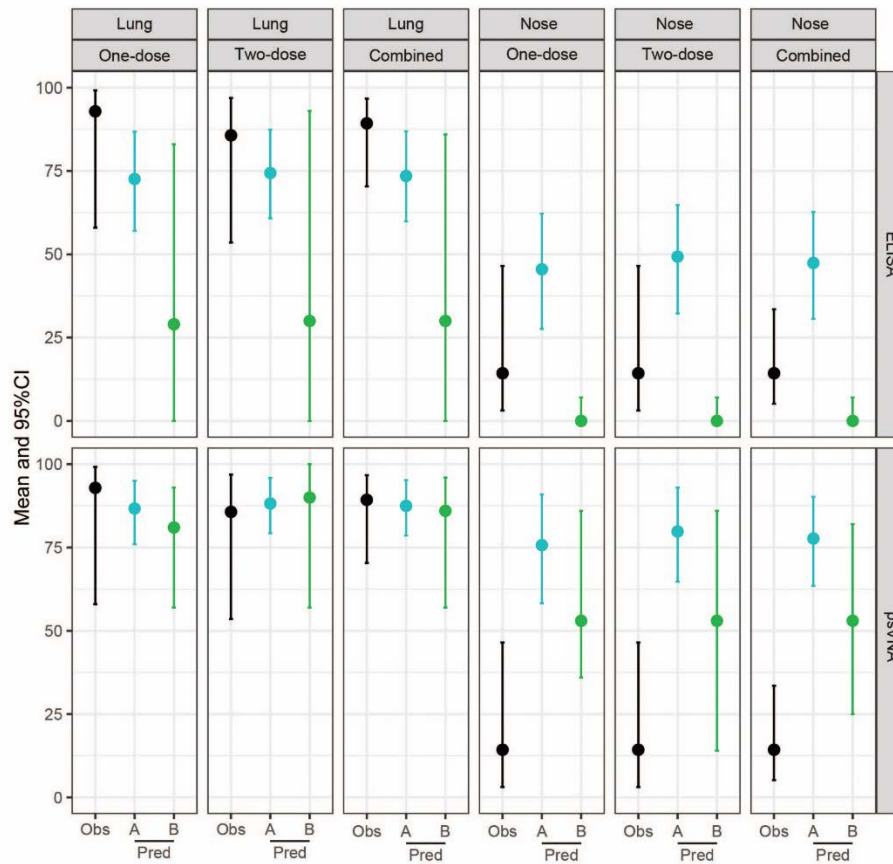 Lung Lung Lung Nose Nose Nose
One-dose Two-dose Combined One-dose Two-dose Combined
100
75
50
25
0
ELISA
Mean and 95%CI
100
75
50
25
0
psVNA
Obs A B Obs A B Obs A B Obs A B Obs A B Obs A B
Pred Pred Pred Pred Pred Pred